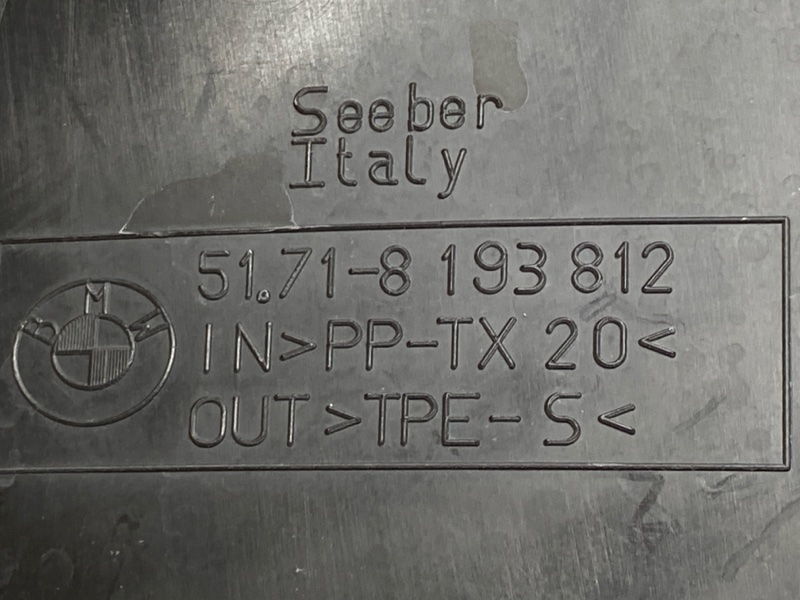 Seeber
Italy
51.71-8 193 812
BMW
IN>PP-TX 20<
OUT>TPE-S<